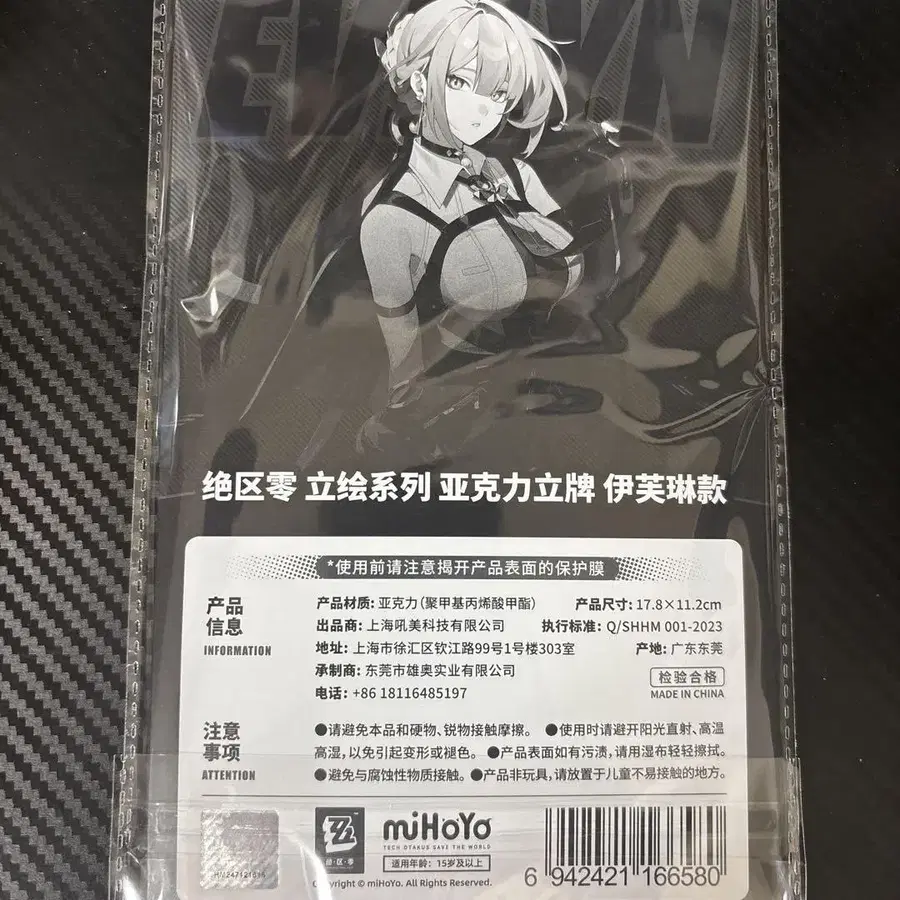 EVELYN
绝区零 立绘系列 亚克力立牌 伊芙琳款
*使用前请注意揭开产品表面的保护膜
产品信息
INFORMATION
产品材质: 亚克力(聚甲基丙烯酸甲酯) 产品尺寸: 17.8×11.2cm
出品商: 上海吼美科技有限公司 执行标准: Q/SHHM 001-2023
地址: 上海市徐汇区钦江路99号1号楼303室 产地: 广东东莞
承制商: 东莞市雄奥实业有限公司 检验合格
电话: +86 18116485197 MADE IN CHINA
注意事项
ATTENTION
●请避免本品和硬物、锐物接触摩擦。 ●使用时请避开阳光直射、高温
高湿,以免引起变形或褪色。 ●产品表面如有污渍,请用湿布轻轻擦拭。
●避免与腐蚀性物质接触。 ●产品非玩具,请放置于儿童不易接触的地方。
绝·区·零
miHoYo
TECH OTAKUS SAVE THE WORLD
适用年龄: 15岁及以上
Copyright © miHoYo. All Rights Reserved.
6 942421 166580